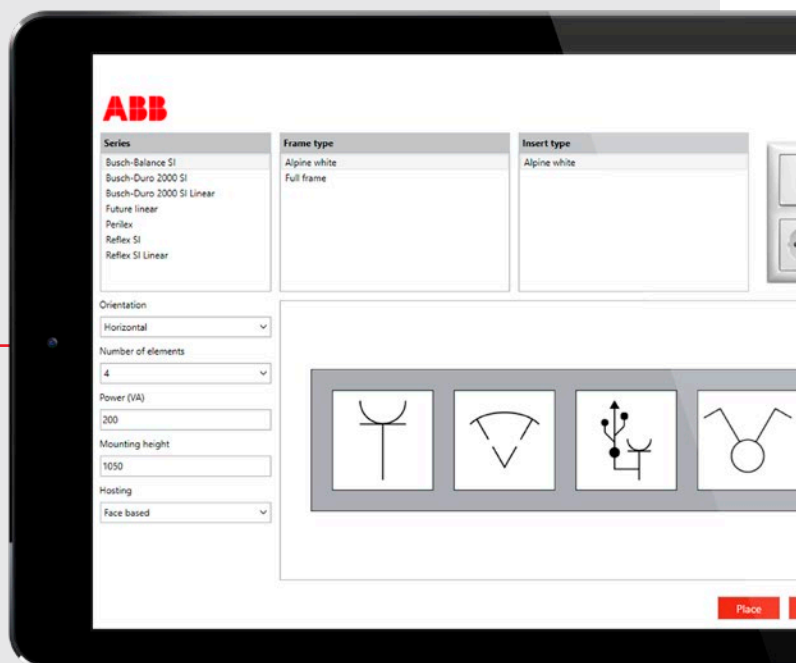 ABB
Series
Busch-Balance SI
Busch-Duro 2000 SI
Busch-Duro 2000 SI Linear
Future linear
Perilex
Reflex SI
Reflex SI Linear
Frame type
Alpine white
Full frame
Insert type
Alpine white
Orientation
Horizontal
Number of elements
4
Power (VA)
200
Mounting height
1050
Hosting
Face based
Place